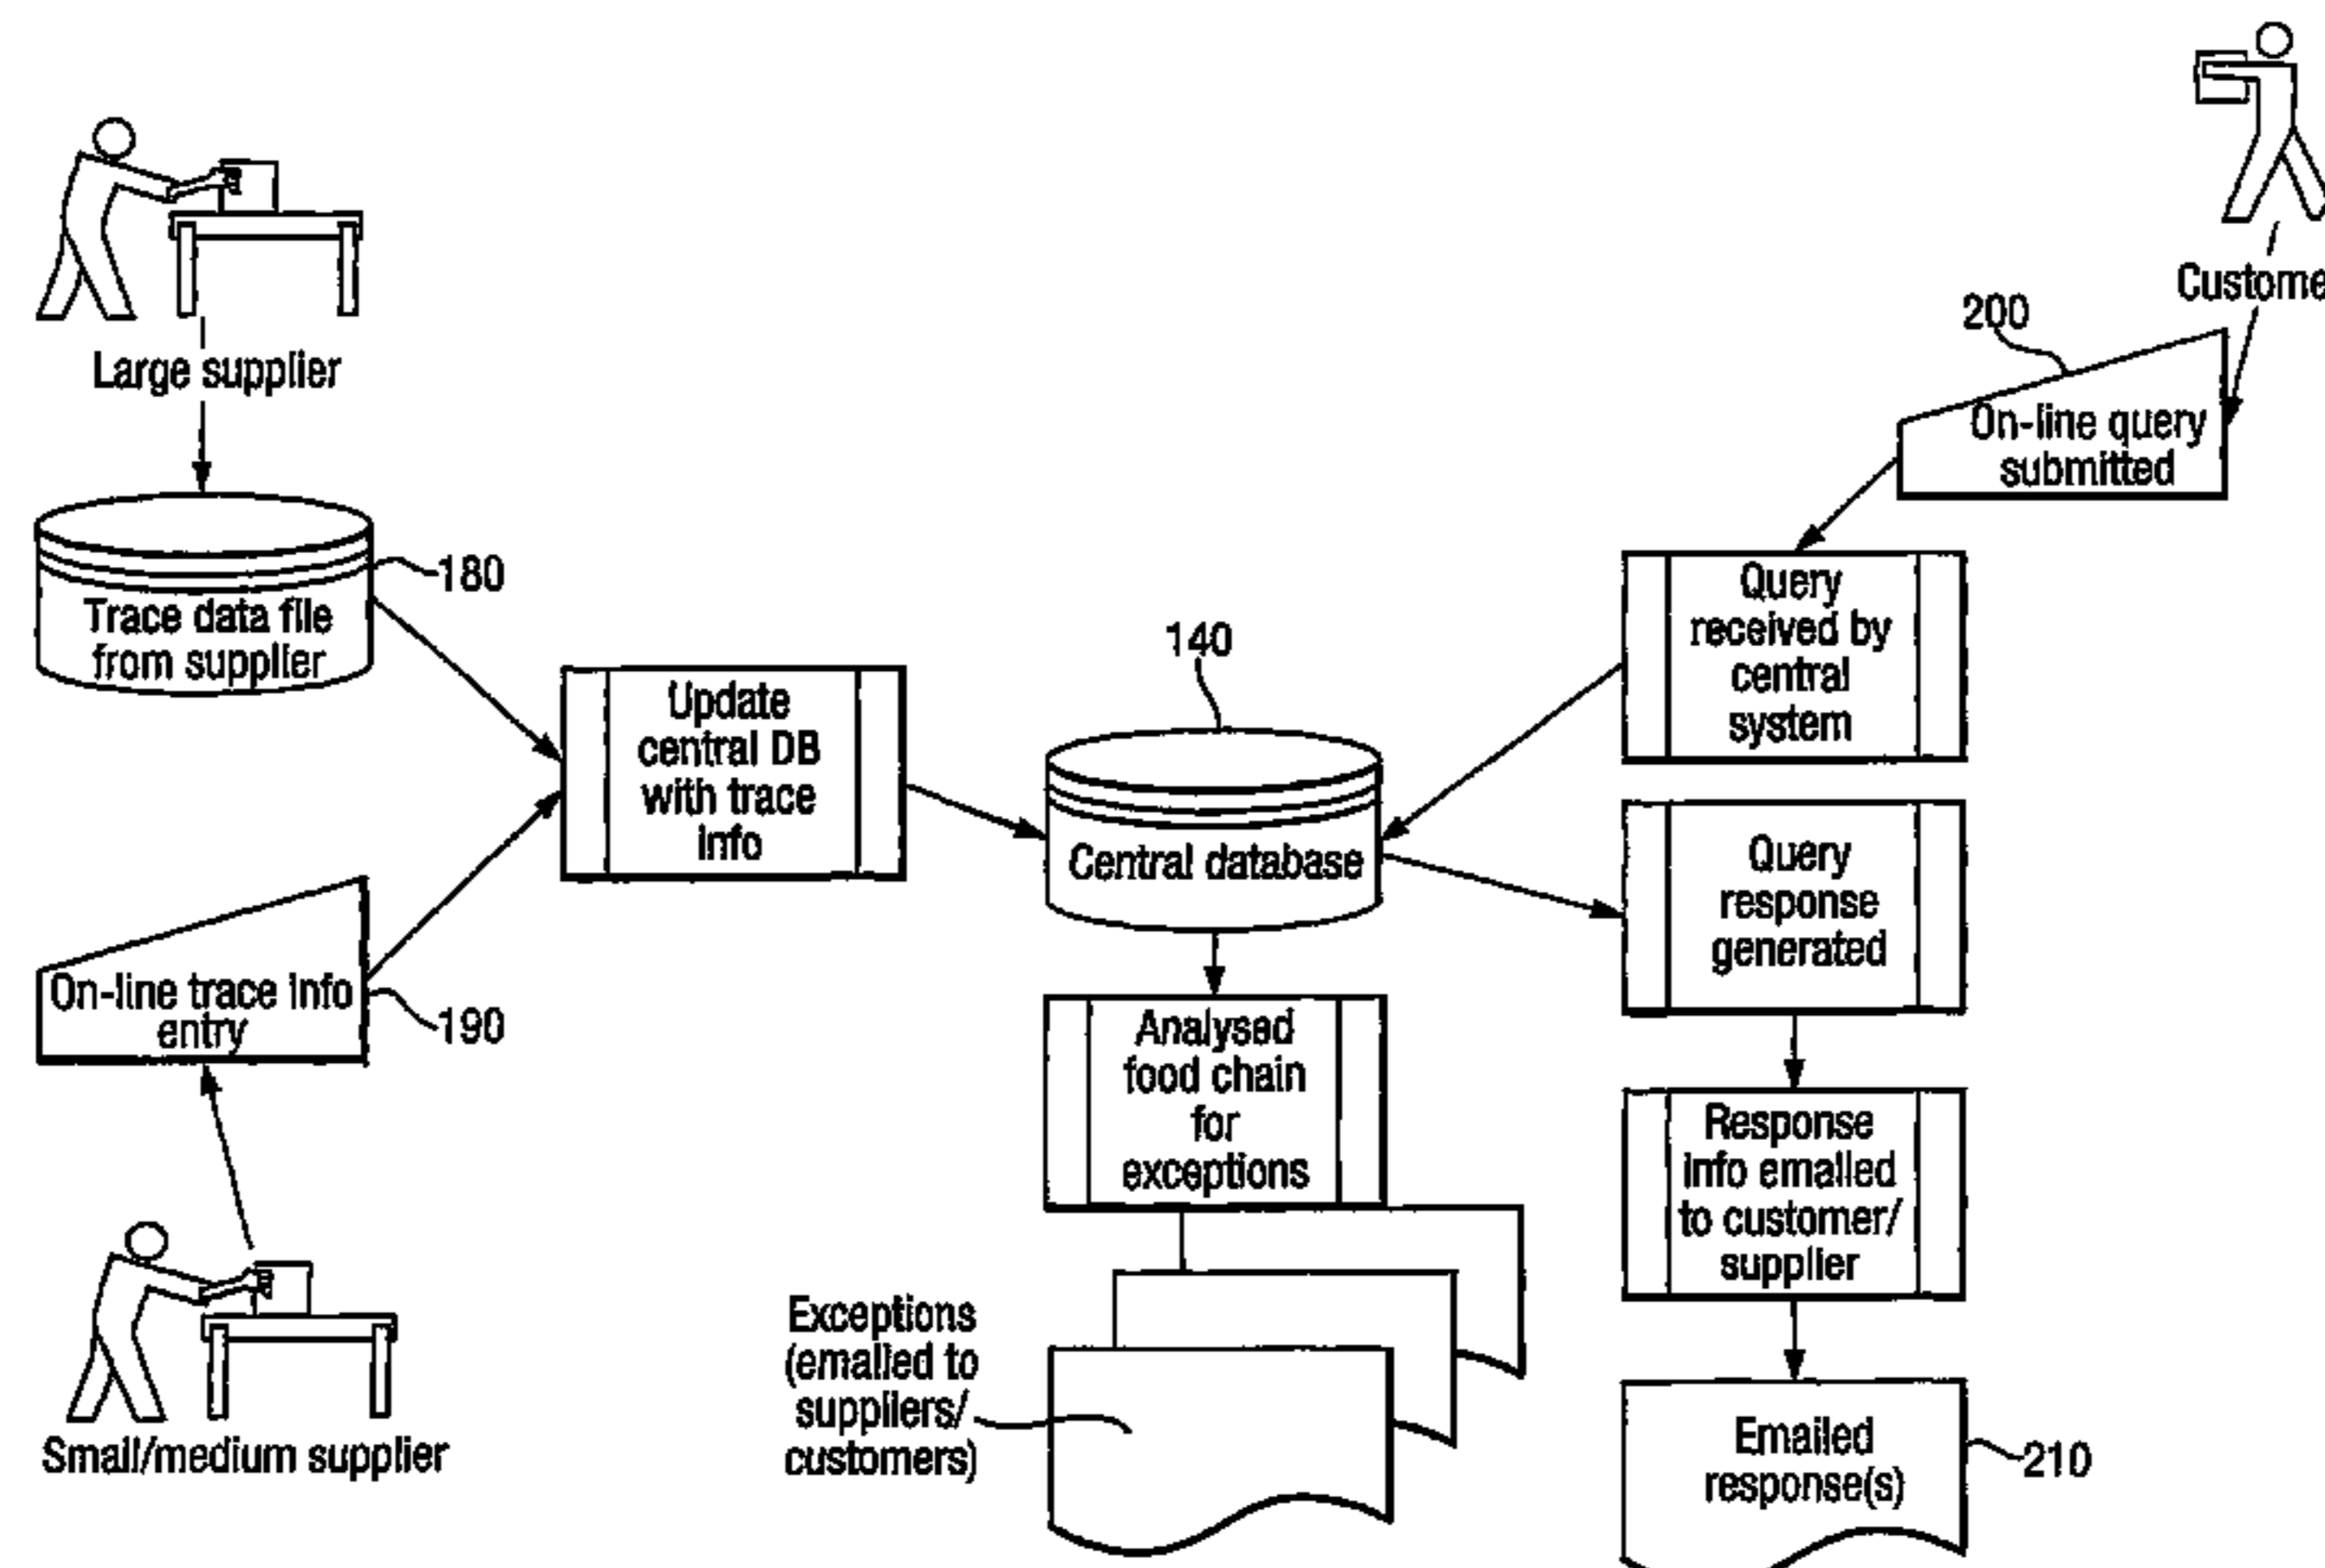 Large supplier
180
Trace data file
from supplier
Update
central DB
with trace
info
On-line trace info
entry
190
Small/medium supplier
140
Central database
Analysed
food chain
for
exceptions
Exceptions
(emailed to
suppliers/
customers)
Custome
200
On-line query
submitted
Query
received by
central
system
Query
response
generated
Response
info emailed
to customer/
supplier
Emailed
response(s)
210